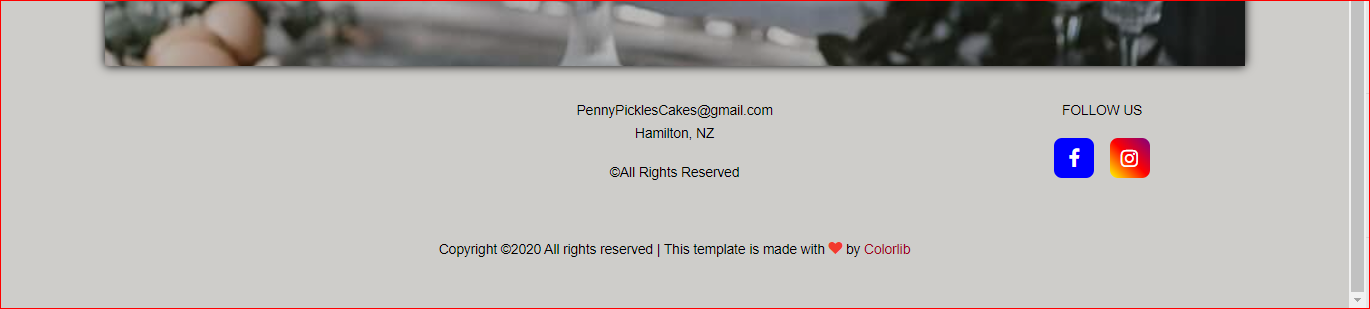 PennyPicklesCakes@gmail.com
Hamilton, NZ
©All Rights Reserved
FOLLOW US
Copyright ©2020 All rights reserved | This template is made with ❤ by Colorlib